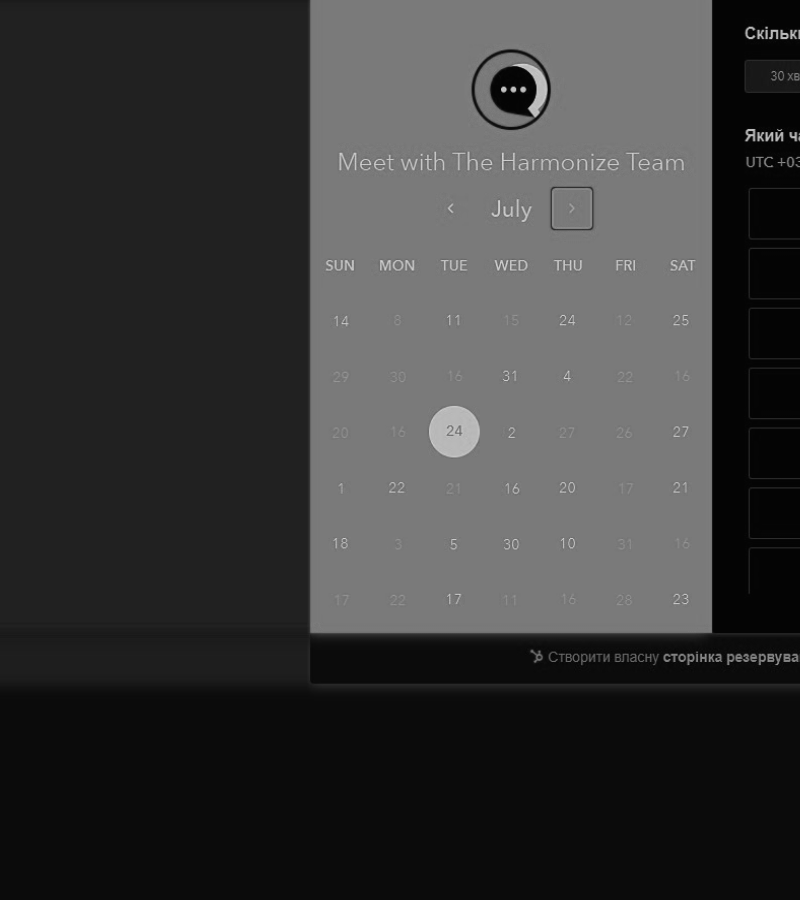 Скільк
30 хв
Який ч
UTC +03
Meet with The Harmonize Team
July
SUN MON TUE WED THU FRI SAT
14 8 11 15 24 12 25
29 30 16 31 4 22 16
20 16 24 2 27 26 27
1 22 21 16 20 17 21
18 3 5 30 10 31 16
17 22 17 11 16 28 23
Створити власну сторінка резервува